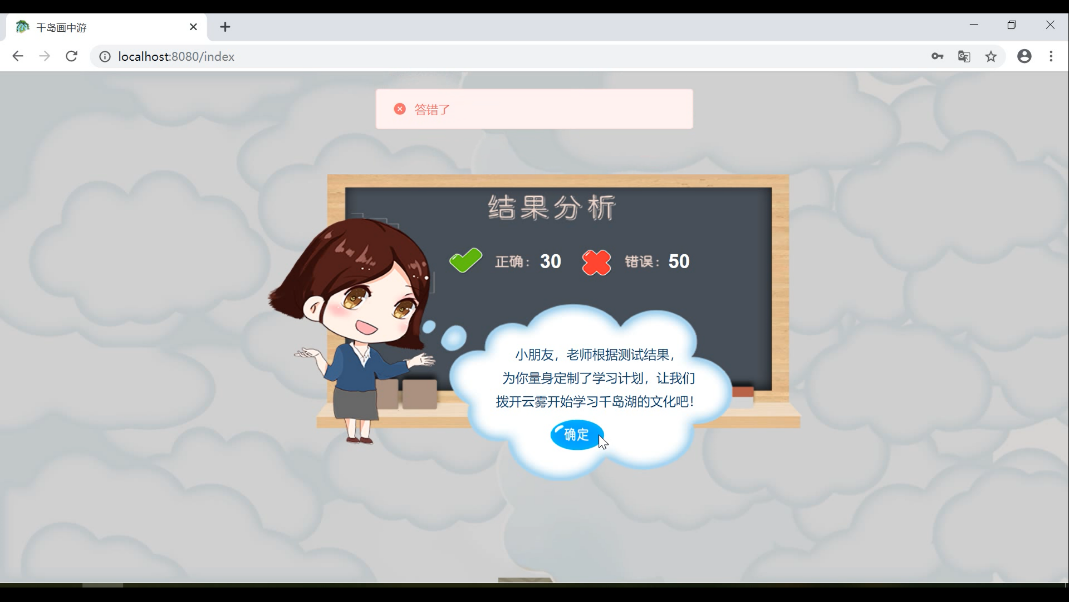 千岛画中游
localhost:8080/index
答错了
结果分析
正确：30 错误：50
小朋友，老师根据测试结果，
为你量身定制了学习计划，让我们
拨开云雾开始学习千岛湖的文化吧！
确定